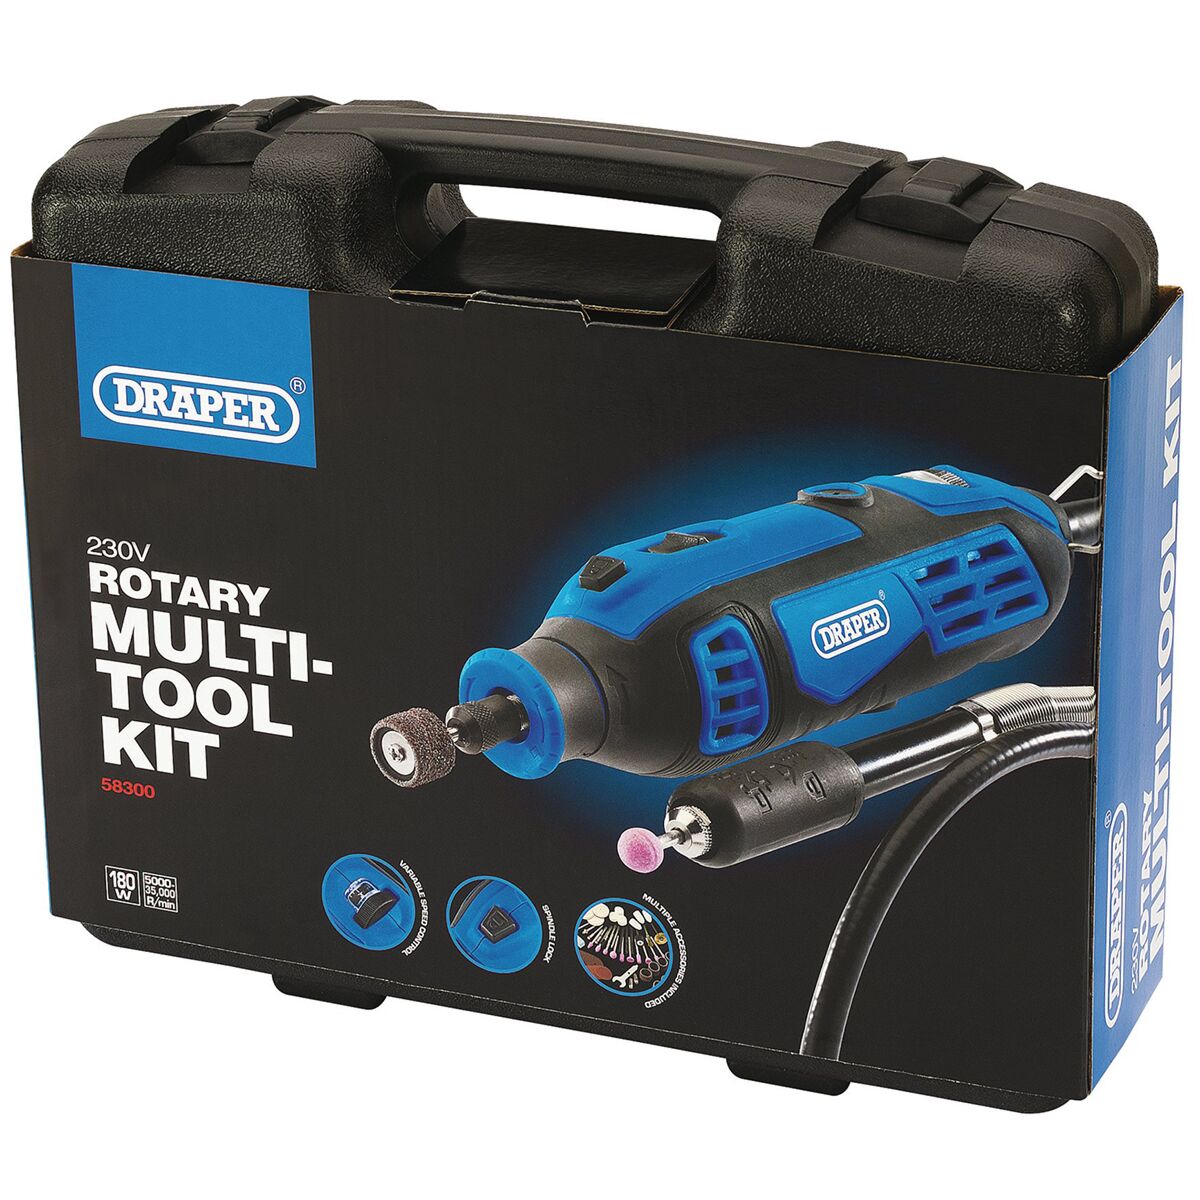 DRAPER®
230V
ROTARY
MULTI-
TOOL
KIT
58300
180
W
5000-
35,000
R/min
VARIABLE SPEED CONTROL
SPINDLE LOCK
MULTIPLE ACCESSORIES INCLUDED
DRAPER®
DRAPER®
230V
ROTARY
MULTI-TOOL KIT